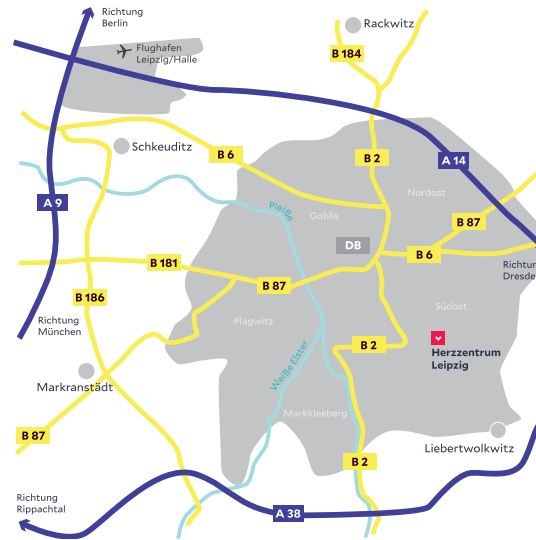 Richtung
Berlin
Rackwitz
Flughafen
Leipzig/Halle
B 184
Schkeuditz
B 6
B 2
A 14
Nordost
A 9
Pleiße
Gohlis
B 87
DB
B 6
B 181
Richtun
Dresde
B 87
B 186
Südost
Richtung
München
Plagwitz
B 2
Herzzentrum
Leipzig
Weiße Elster
Markranstädt
Markkleeberg
B 87
Liebertwolkwitz
B 2
Richtung
Rippachtal
A 38